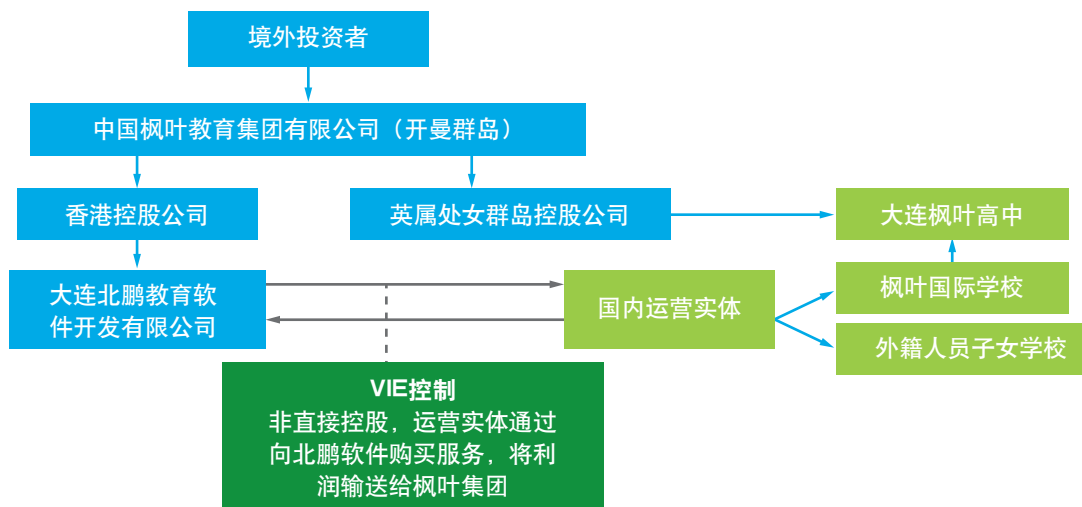 境外投资者
中国枫叶教育集团有限公司（开曼群岛）
香港控股公司
英属处女群岛控股公司
大连枫叶高中
大连北鹏教育软
件开发有限公司
国内运营实体
枫叶国际学校
外籍人员子女学校
VIE控制
非直接控股，运营实体通过
向北鹏软件购买服务，将利
润输送给枫叶集团